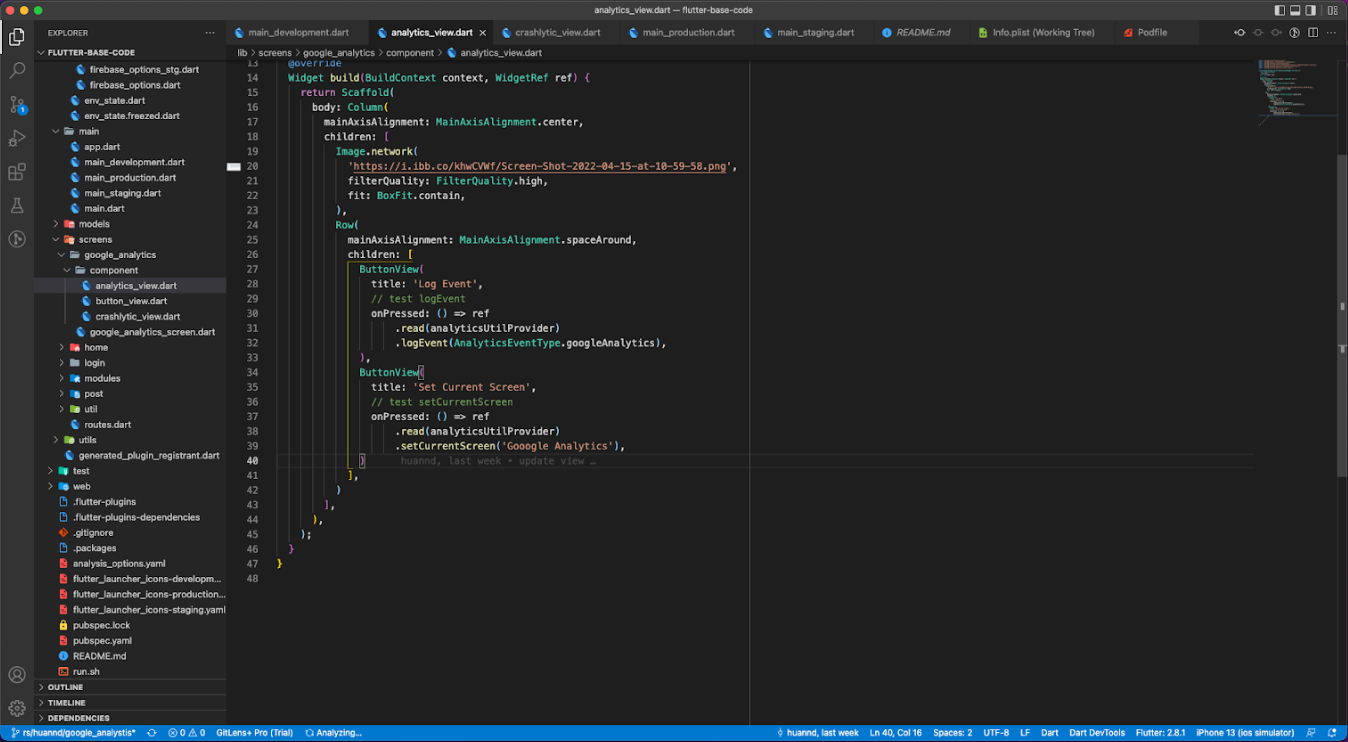 analytics_view.dart — flutter-base-code
EXPLORER
FLUTTER-BASE-CODE
firebase_options_stg.dart
firebase_options.dart
env_state.dart
env_state.freezed.dart
main
app.dart
main_development.dart
main_production.dart
main_staging.dart
main.dart
models
screens
google_analytics
component
analytics_view.dart
button_view.dart
crashlytic_view.dart
google_analytics_screen.dart
home
login
modules
post
util
routes.dart
utils
generated_plugin_registrant.dart
test
web
.flutter-plugins
.flutter-plugins-dependencies
.gitignore
.packages
analysis_options.yaml
flutter_launcher_icons-developm...
flutter_launcher_icons-production...
flutter_launcher_icons-staging.yaml
pubspec.lock
pubspec.yaml
README.md
run.sh
OUTLINE
TIMELINE
DEPENDENCIES
1
main_development.dart analytics_view.dart crashlytic_view.dart main_production.dart main_staging.dart README.md Info.plist (Working Tree) Podfile
lib > screens > google_analytics > component > analytics_view.dart
13 @override
14 Widget build(BuildContext context, WidgetRef ref) {
15 return Scaffold(
16 body: Column(
17 mainAxisAlignment: MainAxisAlignment.center,
18 children: [
19 Image.network(
20 'https://i.ibb.co/khwCVWf/Screen-Shot-2022-04-15-at-10-59-58.png',
21 filterQuality: FilterQuality.high,
22 fit: BoxFit.contain,
23 ),
24 Row(
25 mainAxisAlignment: MainAxisAlignment.spaceAround,
26 children: [
27 ButtonView(
28 title: 'Log Event',
29 // test logEvent
30 onPressed: () => ref
31 .read(analyticsUtilProvider)
32 .logEvent(AnalyticsEventType.googleAnalytics),
33 ),
34 ButtonView(
35 title: 'Set Current Screen',
36 // test setCurrentScreen
37 onPressed: () => ref
38 .read(analyticsUtilProvider)
39 .setCurrentScreen('Gooogle Analytics'),
40 ) huannd, last week • update view …
41 ],
42 )
43 ],
44 ),
45 );
46 }
47 }
48
rs/huannd/google_analystis* 0 0 GitLens+ Pro (Trial) Analyzing... huannd, last week Ln 40, Col 16 Spaces: 2 UTF-8 LF Dart Dart DevTools Flutter: 2.8.1 iPhone 13 (ios simulator)